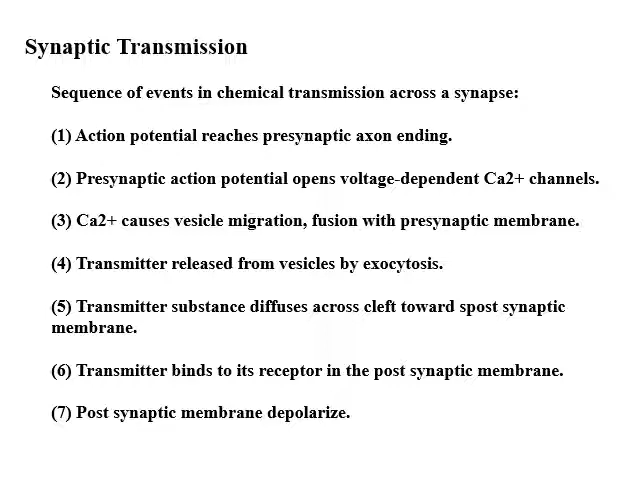 Synaptic Transmission
Sequence of events in chemical transmission across a synapse:
(1) Action potential reaches presynaptic axon ending.
(2) Presynaptic action potential opens voltage-dependent Ca2+ channels.
(3) Ca2+ causes vesicle migration, fusion with presynaptic membrane.
(4) Transmitter released from vesicles by exocytosis.
(5) Transmitter substance diffuses across cleft toward spost synaptic
membrane.
(6) Transmitter binds to its receptor in the post synaptic membrane.
(7) Post synaptic membrane depolarize.